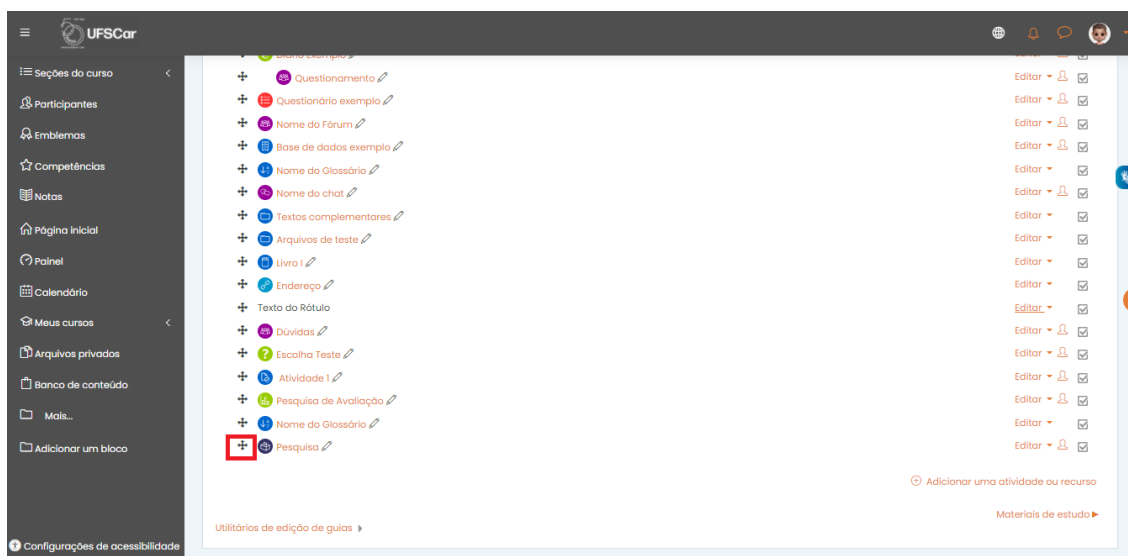 UFSCar
Seções do curso
Participantes
Emblemas
Competências
Notas
Página inicial
Painel
Calendário
Meus cursos
Arquivos privados
Banco de conteúdo
Mais...
Adicionar um bloco
Configurações de acessibilidade
Diário Exemplo
Questionamento Editar
Questionário exemplo Editar
Nome do Fórum Editar
Base de dados exemplo Editar
Nome do Glossário Editar
Nome do chat Editar
Textos complementares Editar
Arquivos de teste Editar
Livro I Editar
Endereço Editar
Texto do Rótulo Editar
Dúvidas Editar
Escolha Teste Editar
Atividade 1 Editar
Pesquisa de Avaliação Editar
Nome do Glossário Editar
Pesquisa Editar
Adicionar uma atividade ou recurso
Materiais de estudo
Utilitários de edição de guias